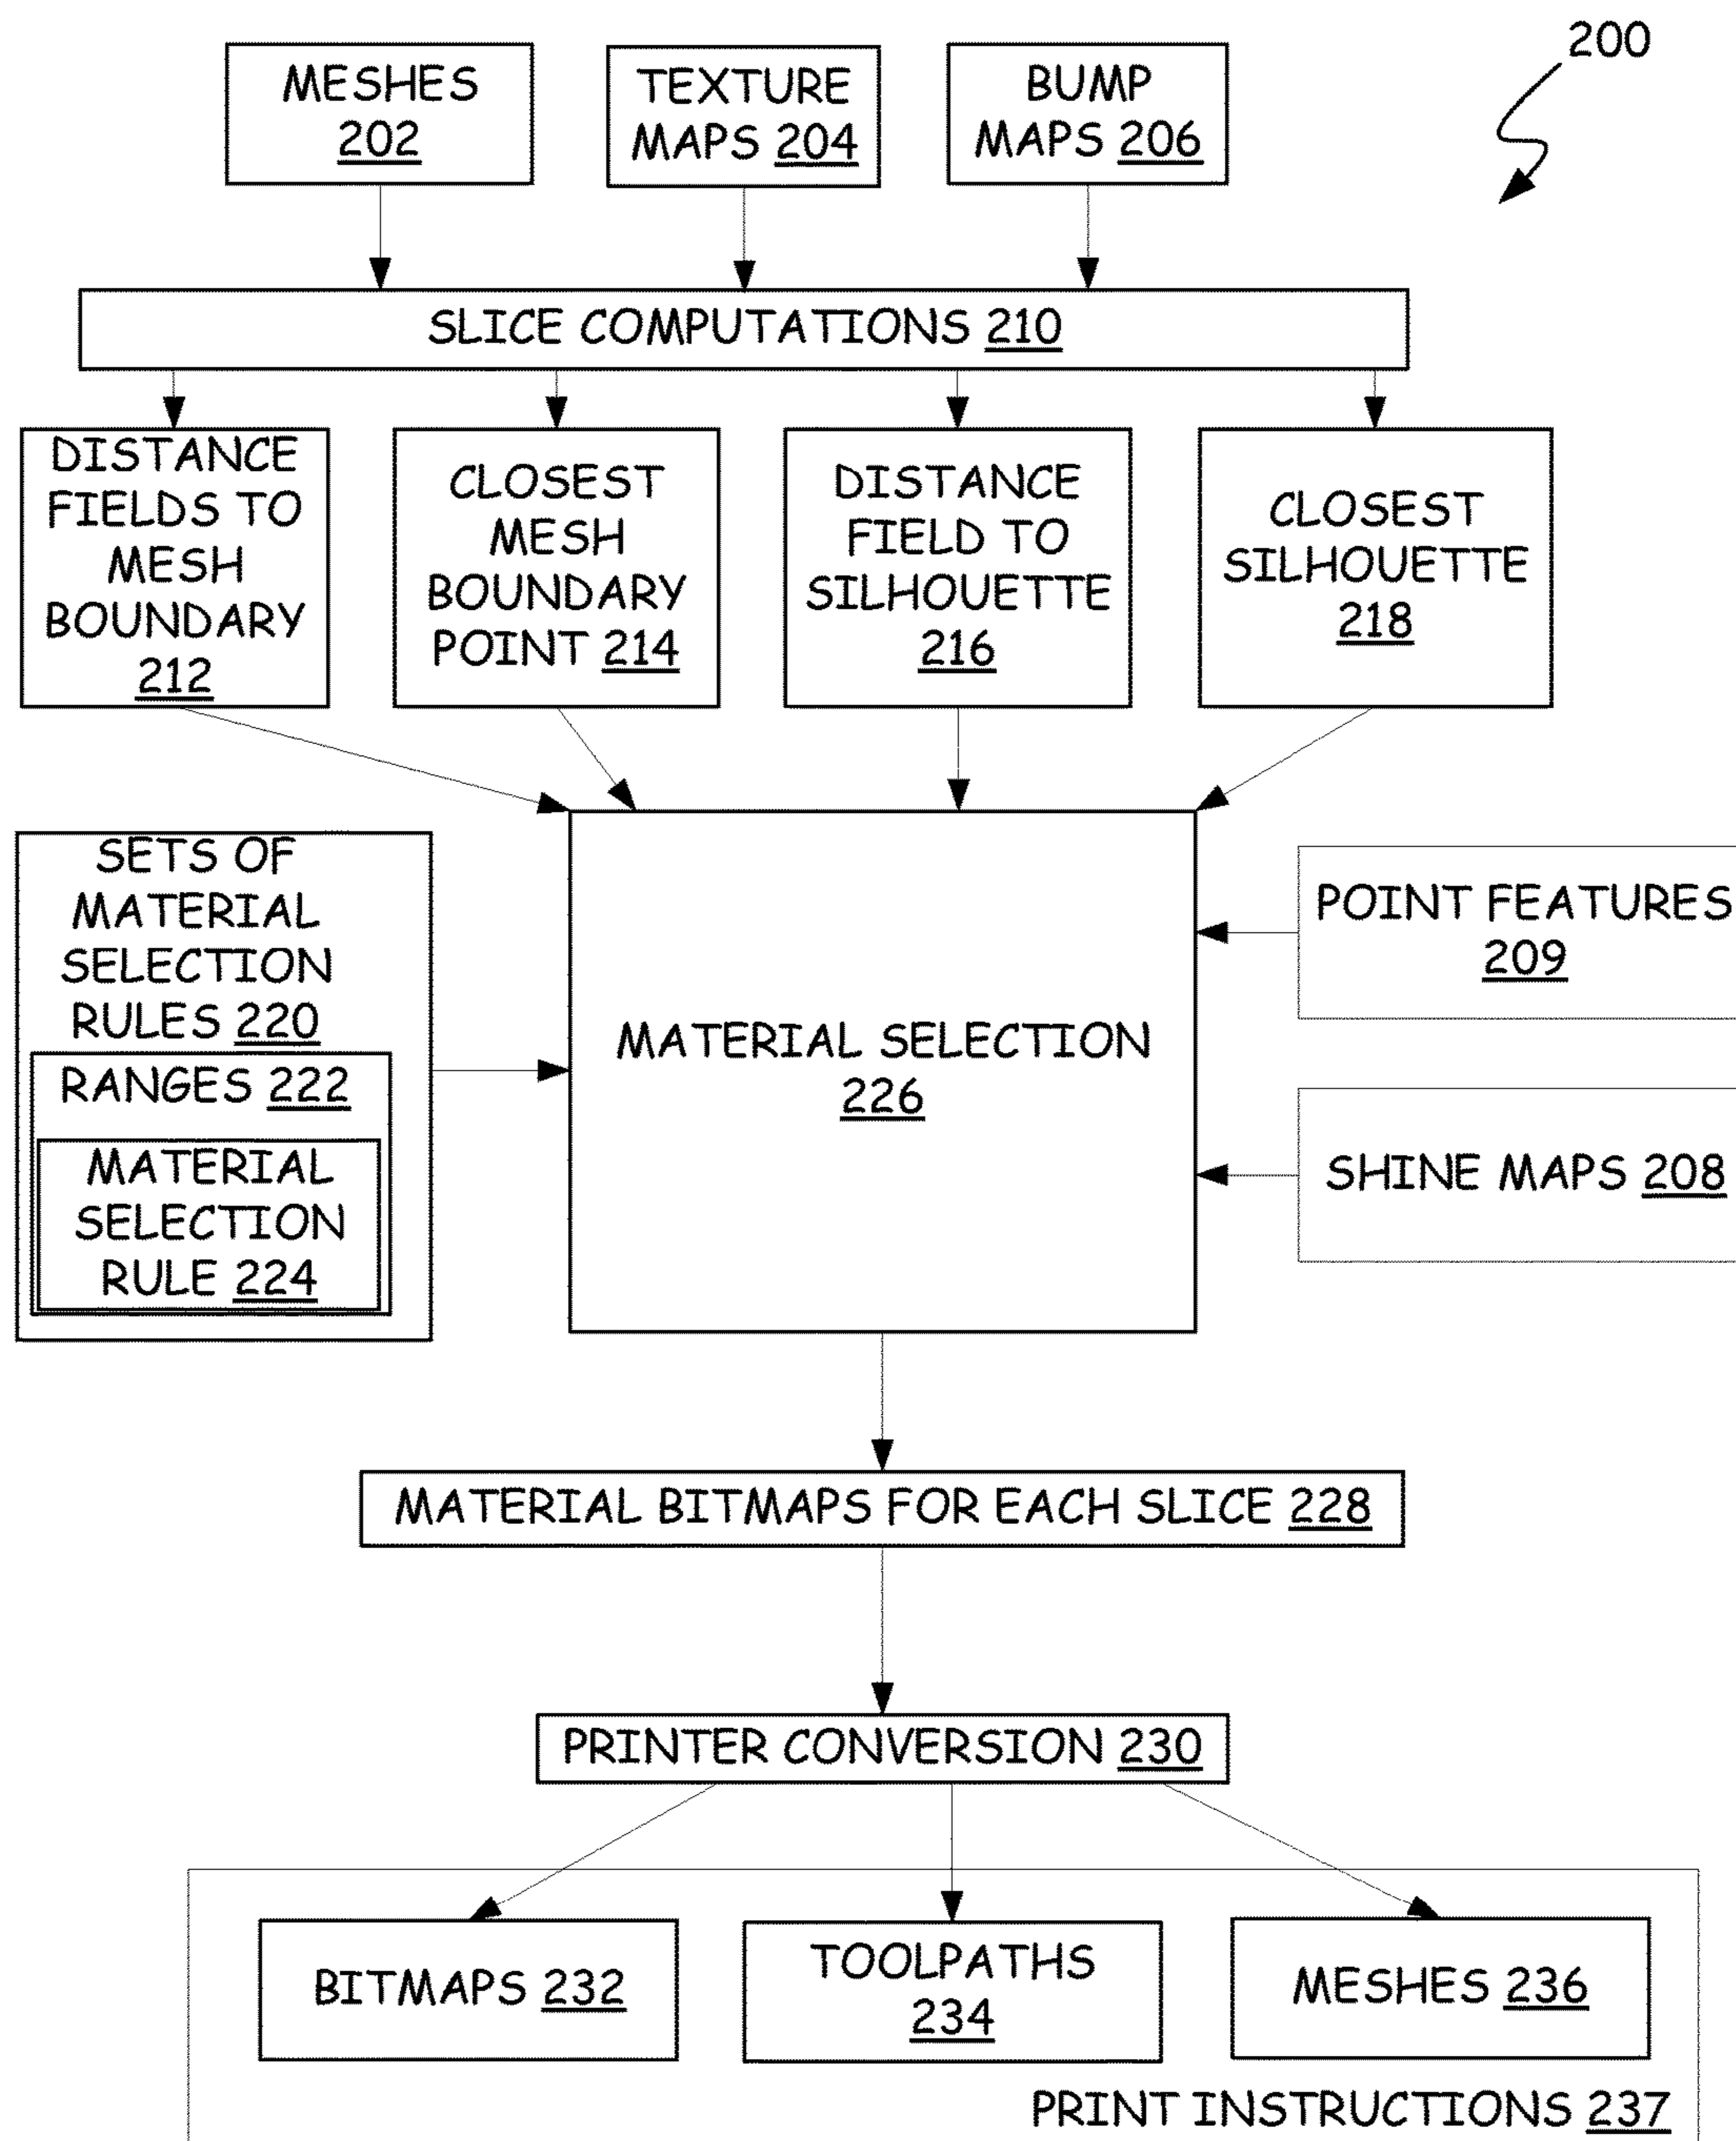 200
MESHES
202
TEXTURE
MAPS 204
BUMP
MAPS 206
SLICE COMPUTATIONS 210
DISTANCE
FIELDS TO
MESH
BOUNDARY
212
CLOSEST
MESH
BOUNDARY
POINT 214
DISTANCE
FIELD TO
SILHOUETTE
216
CLOSEST
SILHOUETTE
218
SETS OF
MATERIAL
SELECTION
RULES 220
RANGES 222
MATERIAL
SELECTION
RULE 224
MATERIAL SELECTION
226
POINT FEATURES
209
SHINE MAPS 208
MATERIAL BITMAPS FOR EACH SLICE 228
PRINTER CONVERSION 230
BITMAPS 232
TOOLPATHS
234
MESHES 236
PRINT INSTRUCTIONS 237